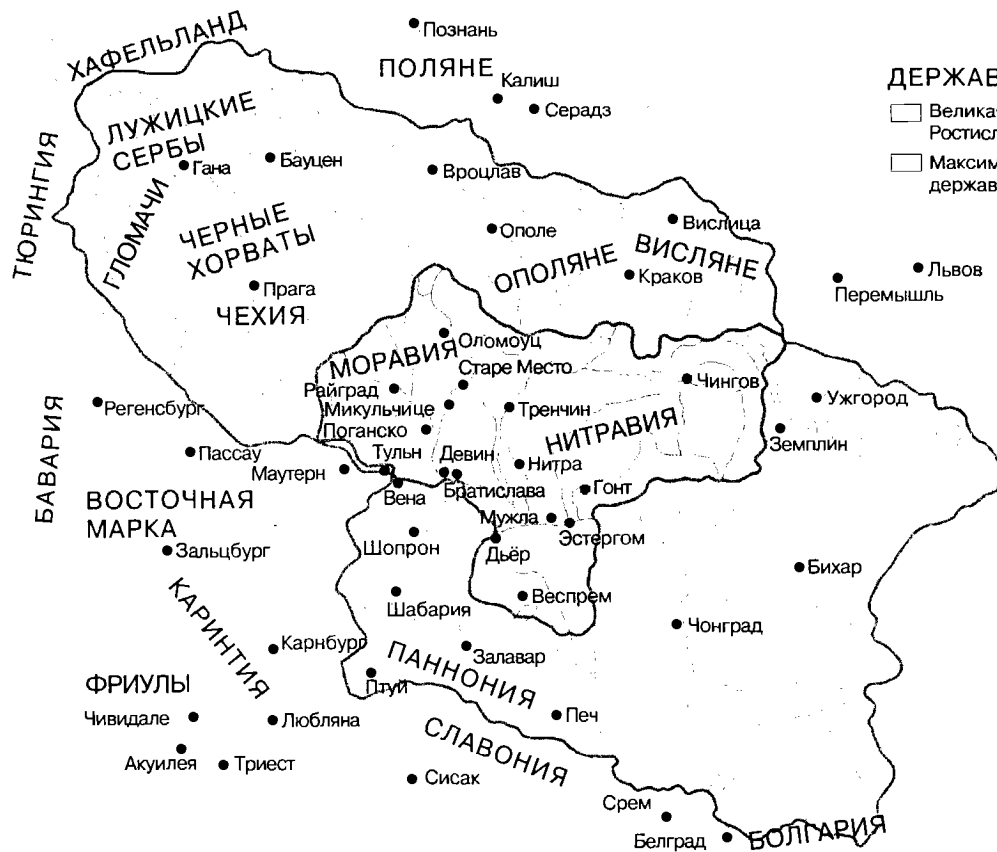 ХАФЕЛЬЛАНД
Познань
ПОЛЯНЕ
Калиш
Серадз
ДЕРЖАВ
Велика
Ростисл
Максим
держав
ЛУЖИЦКИЕ
СЕРБЫ
Гана
Бауцен
Вроцлав
ТЮРИНГИЯ
ГЛОМАЧИ
ЧЕРНЫЕ
ХОРВАТЫ
Прага
ЧЕХИЯ
Ополе
ОПОЛЯНЕ
ВИСЛЯНЕ
Вислица
Краков
Перемышль
Львов
МОРАВИЯ
Оломоуц
Старе Место
Райград
Микульчице
Поганско
Тренчин
Чингов
НИТРАВИЯ
Ужгород
Земплин
БАВАРИЯ
Регенсбург
Пассау
Маутерн
Тульн
Девин
Нитра
Вена
Братислава
Гонт
ВОСТОЧНАЯ
МАРКА
Мужла
Эстергом
Шопрон
Дьёр
Зальцбург
Бихар
КАРИНТИЯ
Шабария
Веспрем
Чонград
Карнбург
Залавар
ПАННОНИЯ
Птуй
ФРИУЛЫ
Чивидале
Любляна
Печ
СЛАВОНИЯ
Акуилея
Триест
Сисак
Срем
Белград
БОЛГАРИЯ